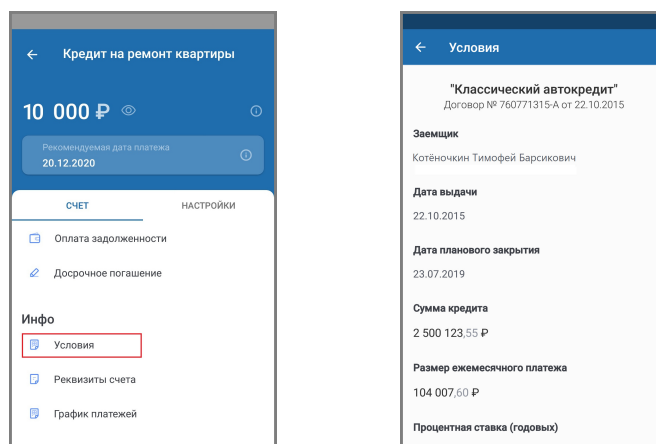 Кредит на ремонт квартиры
10 000 ₽
Рекомендуемая дата платежа
20.12.2020
СЧЕТ
НАСТРОЙКИ
Оплата задолженности
Досрочное погашение
Инфо
Условия
Реквизиты счета
График платежей
Условия
"Классический автокредит"
Договор № 760771315-А от 22.10.2015
Заемщик
Котёночкин Тимофей Барсикович
Дата выдачи
22.10.2015
Дата планового закрытия
23.07.2019
Сумма кредита
2 500 123,55 ₽
Размер ежемесячного платежа
104 007,60 ₽
Процентная ставка (годовых)